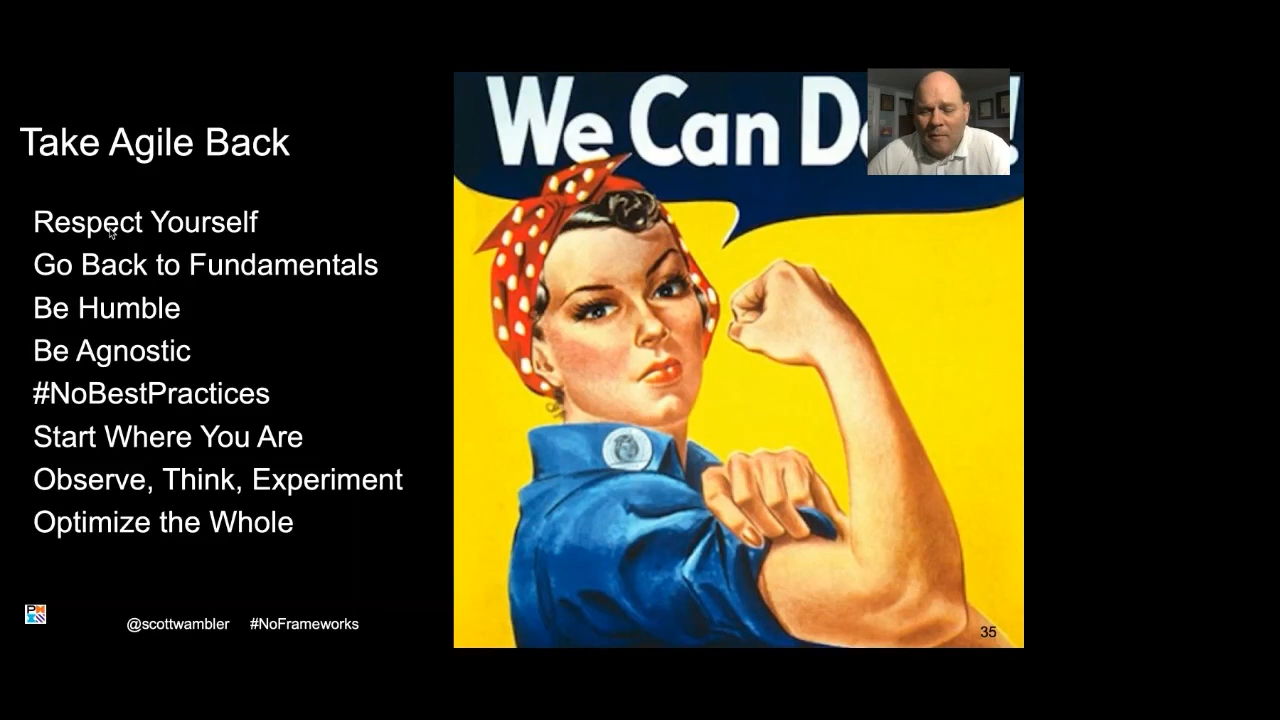 We Can D !
Take Agile Back
Respect Yourself
Go Back to Fundamentals
Be Humble
Be Agnostic
#NoBestPractices
Start Where You Are
Observe, Think, Experiment
Optimize the Whole
@scottwambler #NoFrameworks
35